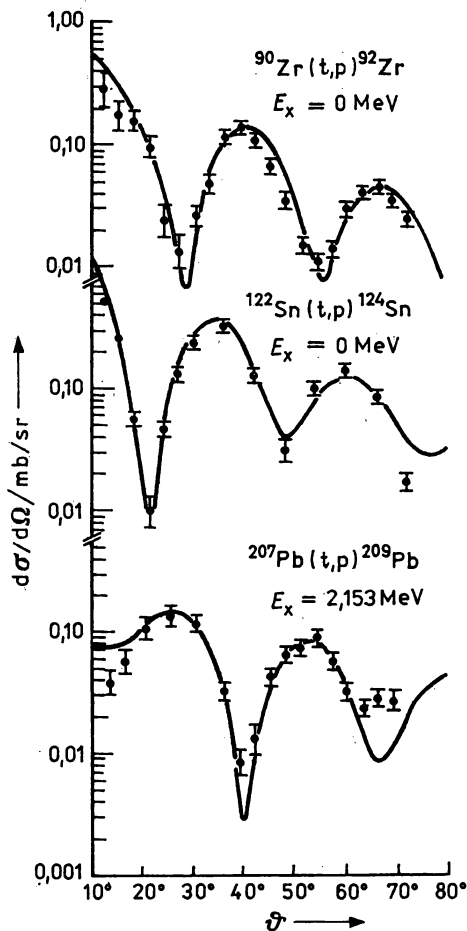 1,00
⁹⁰Zr(t,p)⁹²Zr
Eₓ = 0 MeV
0,10
0,01
¹²²Sn(t,p)¹²⁴Sn
Eₓ = 0 MeV
0,10
0,01
dσ/dΩ/mb/sr
²⁰⁷Pb(t,p)²⁰⁹Pb
Eₓ = 2,153 MeV
0,10
0,01
0,001
10° 20° 30° 40° 50° 60° 70° 80°
ϑ